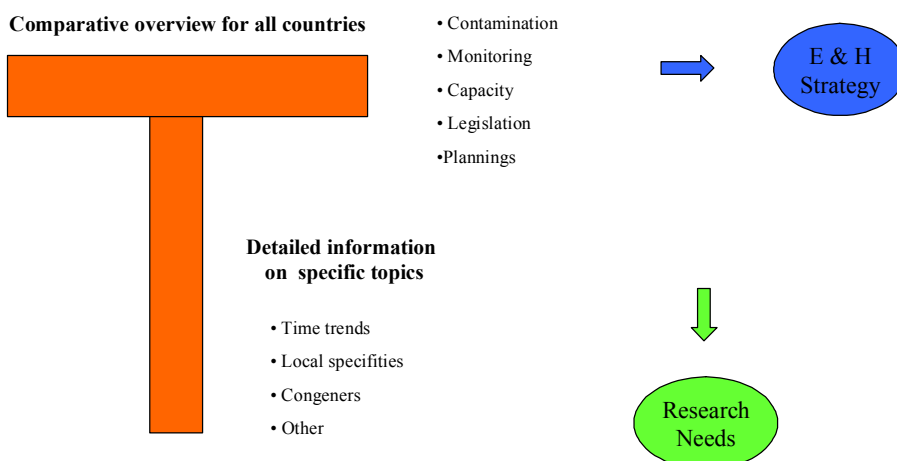 Comparative overview for all countries
• Contamination
• Monitoring
• Capacity
• Legislation
•Plannings
E & H
Strategy
Detailed information
on specific topics
• Time trends
• Local specifities
• Congeners
• Other
Research
Needs